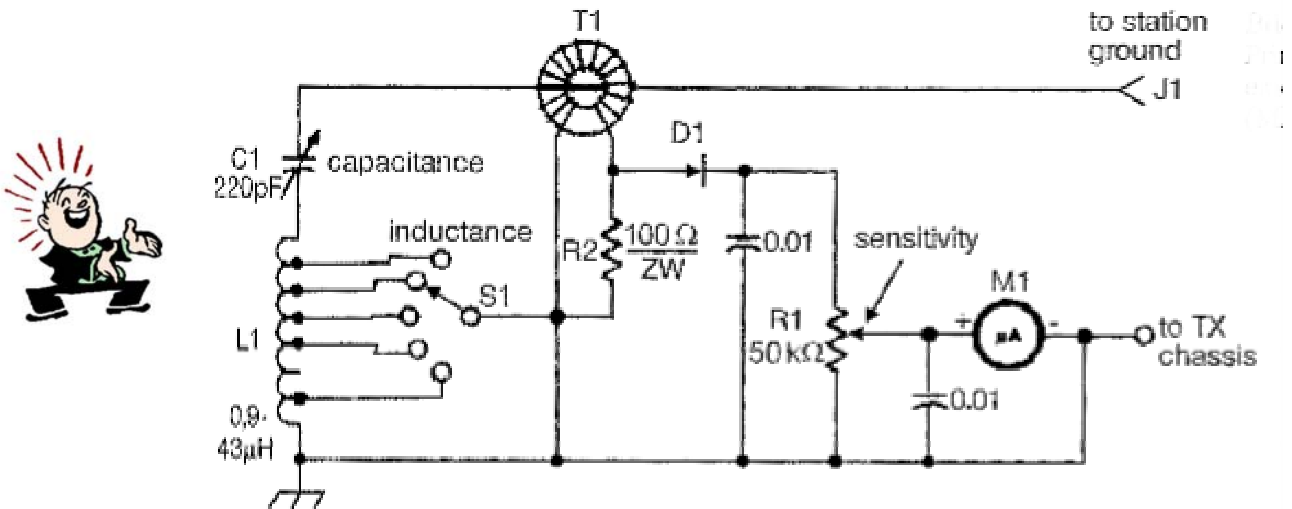 T1
to station
ground
J1
D1
C1
220pF
capacitance
inductance
R2
100 Ω
ZW
0.01
sensitivity
S1
M1
L1
R1
50 kΩ
+
µA
-
to TX
chassis
0.01
0,9-
43µH